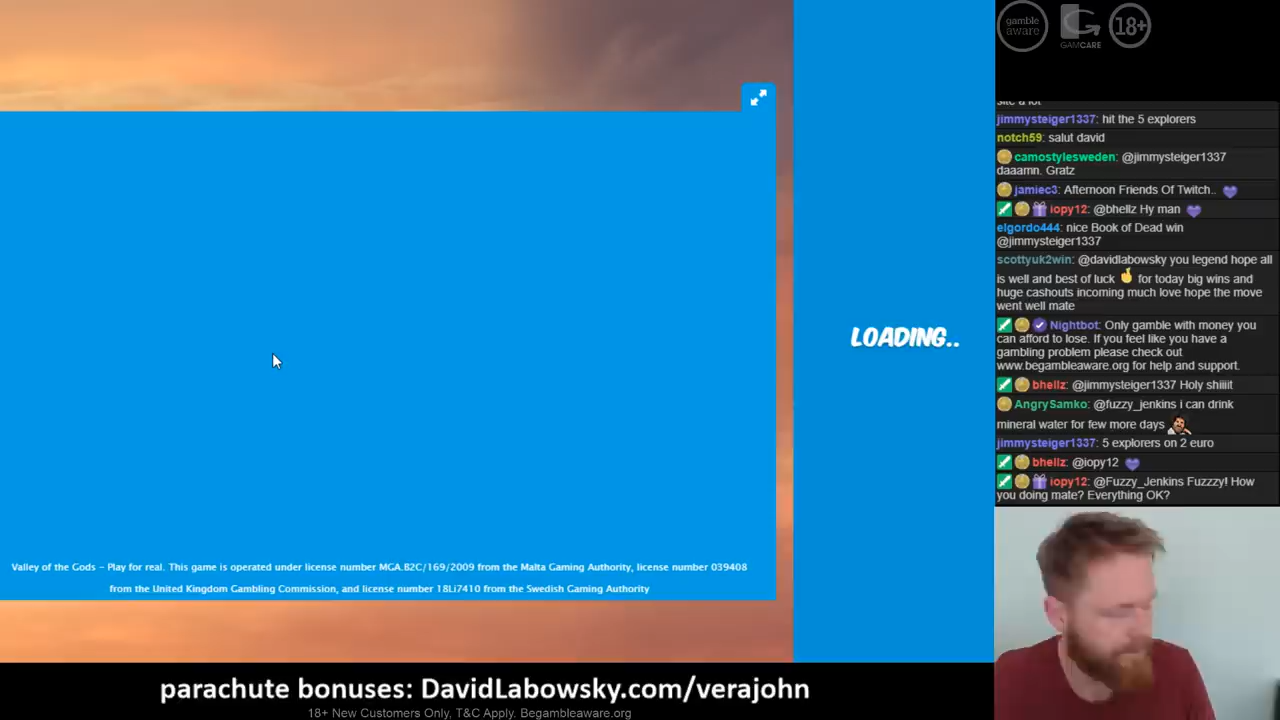 gamble
aware
GAMCARE
18+
site a lot
jimmysteiger1337: hit the 5 explorers
notch59: salut david
camostylesweden: @jimmysteiger1337
daaamn. Gratz
jamiec3: Afternoon Friends Of Twitch..
iopy12: @bhellz Hy man
elgordo444: nice Book of Dead win
@jimmysteiger1337
scottyuk2win: @davidlabowsky you legend hope all
is well and best of luck for today big wins and
huge cashouts incoming much love hope the move
went well mate
Nightbot: Only gamble with money you
can afford to lose. If you feel like you have a
gambling problem please check out
www.begambleaware.org for help and support.
bhellz: @jimmysteiger1337 Holy shiiiit
AngrySamko: @fuzzy_jenkins i can drink
mineral water for few more days
jimmysteiger1337: 5 explorers on 2 euro
bhellz: @iopy12
iopy12: @Fuzzy_Jenkins Fuzzzy! How
you doing mate? Everything OK?
LOADING..
Valley of the Gods – Play for real. This game is operated under license number MGA.B2C/169/2009 from the Malta Gaming Authority, license number 039408
from the United Kingdom Gambling Commission, and license number 18Li7410 from the Swedish Gaming Authority
parachute bonuses: DavidLabowsky.com/verajohn
18+ New Customers Only, T&C Apply. Begambleaware.org